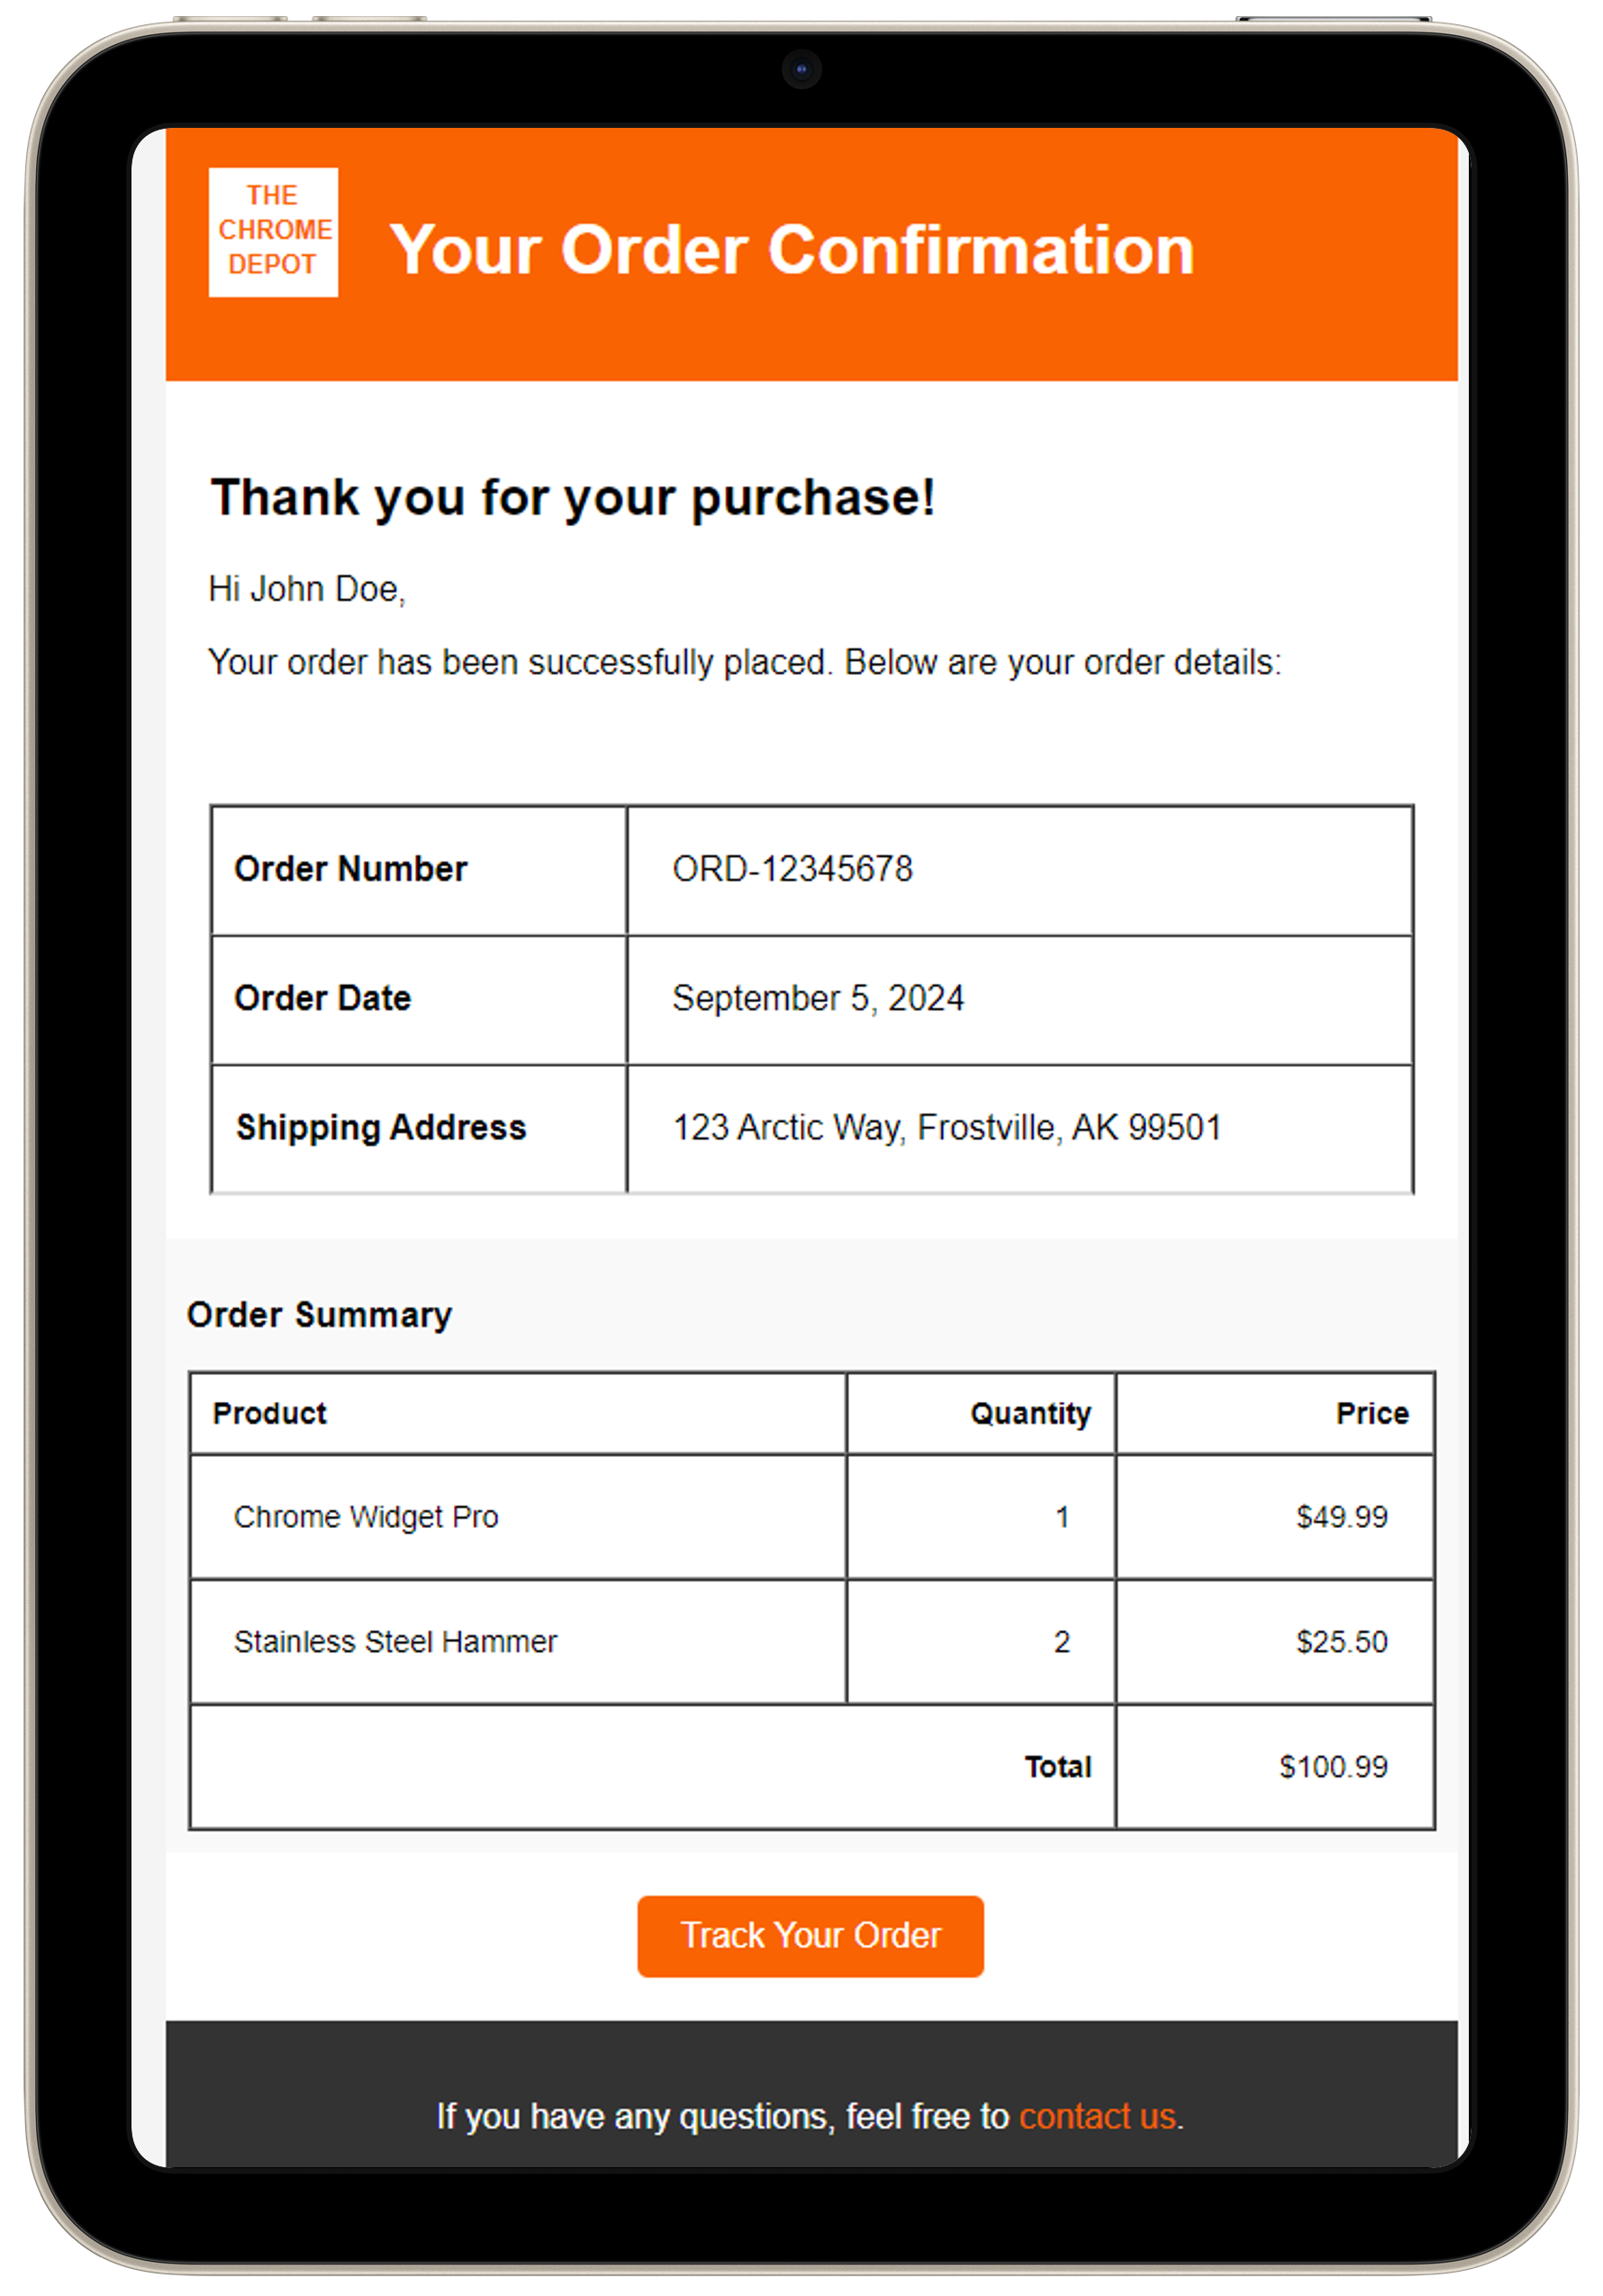 THE
CHROME
DEPOT
Your Order Confirmation
Thank you for your purchase!
Hi John Doe,
Your order has been successfully placed. Below are your order details:
Order Number ORD-12345678
Order Date September 5, 2024
Shipping Address 123 Arctic Way, Frostville, AK 99501
Order Summary
Product Quantity Price
Chrome Widget Pro 1 $49.99
Stainless Steel Hammer 2 $25.50
Total $100.99
Track Your Order
If you have any questions, feel free to contact us.